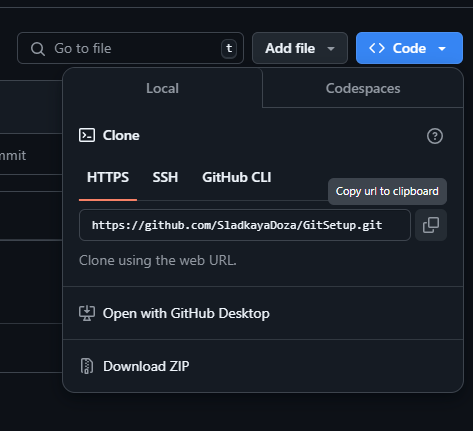 Go to file
t
Add file
Code
Local
Codespaces
Clone
mmit
HTTPS
SSH
GitHub CLI
Copy url to clipboard
https://github.com/SladkayaDoza/GitSetup.git
Clone using the web URL.
Open with GitHub Desktop
Download ZIP